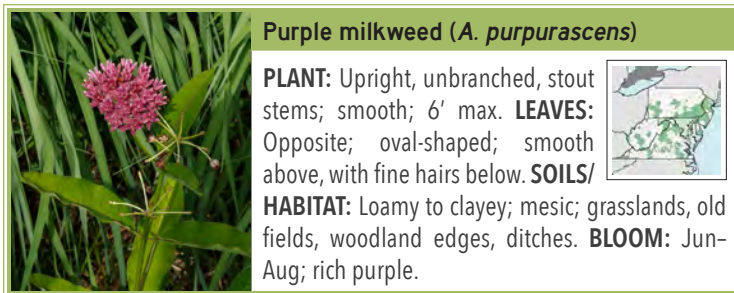 Purple milkweed (A. purpurascens)
PLANT: Upright, unbranched, stout
stems; smooth; 6' max. LEAVES:
Opposite; oval-shaped; smooth
above, with fine hairs below. SOILS/
HABITAT: Loamy to clayey; mesic; grasslands, old
fields, woodland edges, ditches. BLOOM: Jun–
Aug; rich purple.